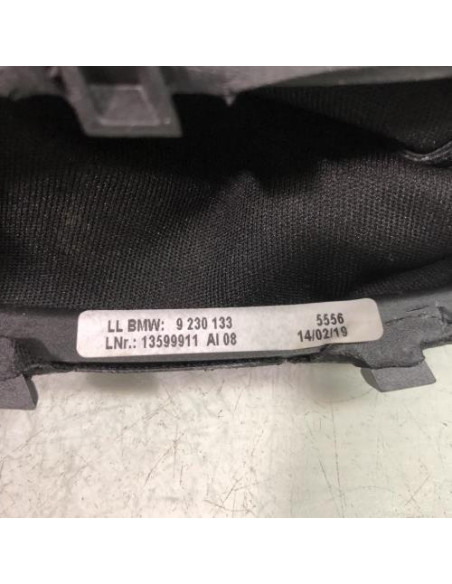 LL BMW: 9 230 133 5556
LNr.: 13599911 AI 08 14/02/19